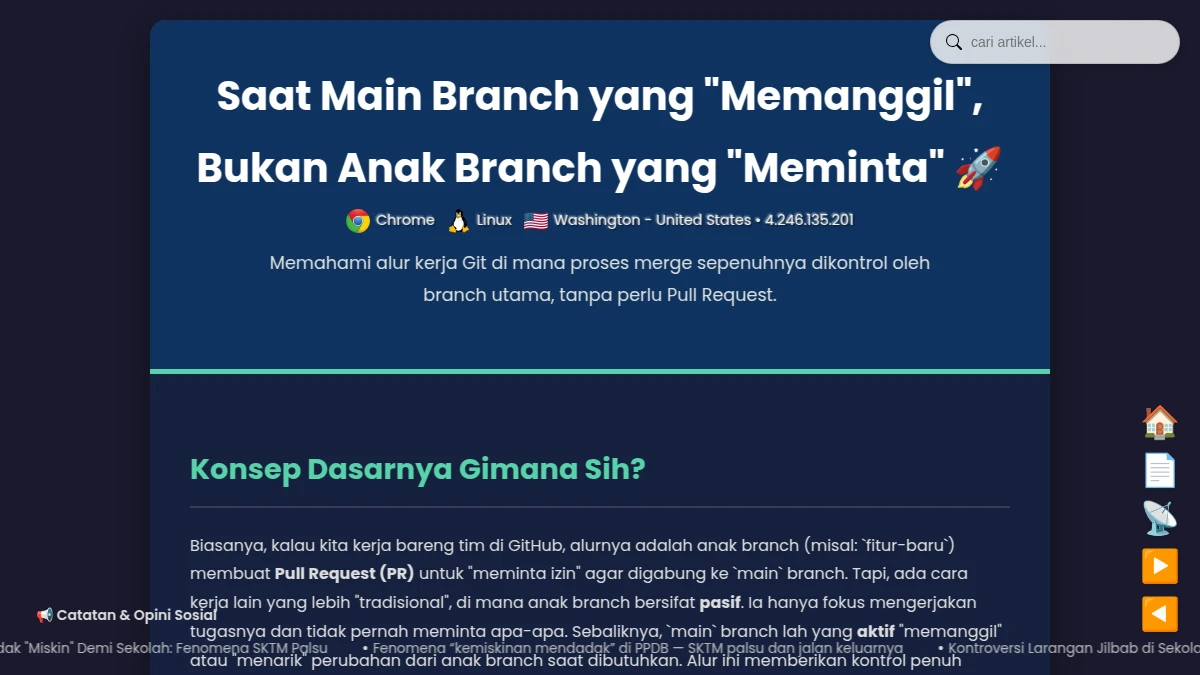 cari artikel...
Saat Main Branch yang "Memanggil",
Bukan Anak Branch yang "Meminta" 🚀
Chrome Linux Washington - United States • 4.246.135.201
Memahami alur kerja Git di mana proses merge sepenuhnya dikontrol oleh
branch utama, tanpa perlu Pull Request.
Konsep Dasarnya Gimana Sih?
Biasanya, kalau kita kerja bareng tim di GitHub, alurnya adalah anak branch (misal: `fitur-baru`)
membuat Pull Request (PR) untuk "meminta izin" agar digabung ke `main` branch. Tapi, ada cara
kerja lain yang lebih "tradisional", di mana anak branch bersifat pasif. Ia hanya fokus mengerjakan
tugasnya dan tidak pernah meminta apa-apa. Sebaliknya, `main` branch lah yang aktif "memanggil"
atau "menarik" perubahan dari anak branch saat dibutuhkan. Alur ini memberikan kontrol penuh
📢 Catatan & Opini Sosial
dak "Miskin" Demi Sekolah: Fenomena SKTM Palsu • Fenomena “kemiskinan mendadak” di PPDB — SKTM palsu dan jalan keluarnya • Kontroversi Larangan Jilbab di Sekola